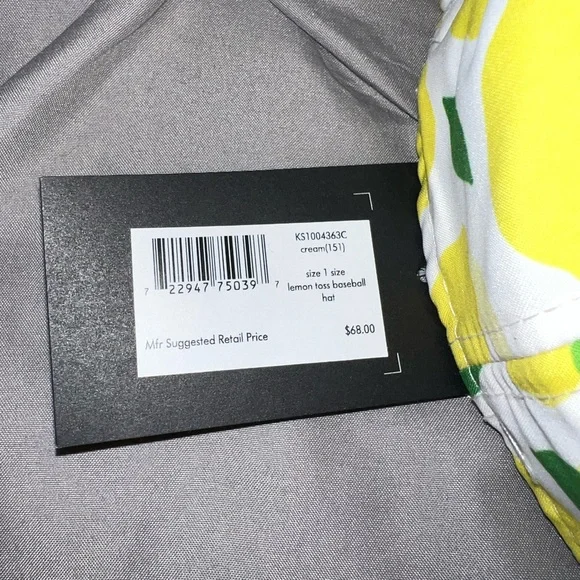 KS1004363C
cream(151)
size 1 size
lemon toss baseball
hat
7 22947 75039 7
Mfr Suggested Retail Price
$68.00